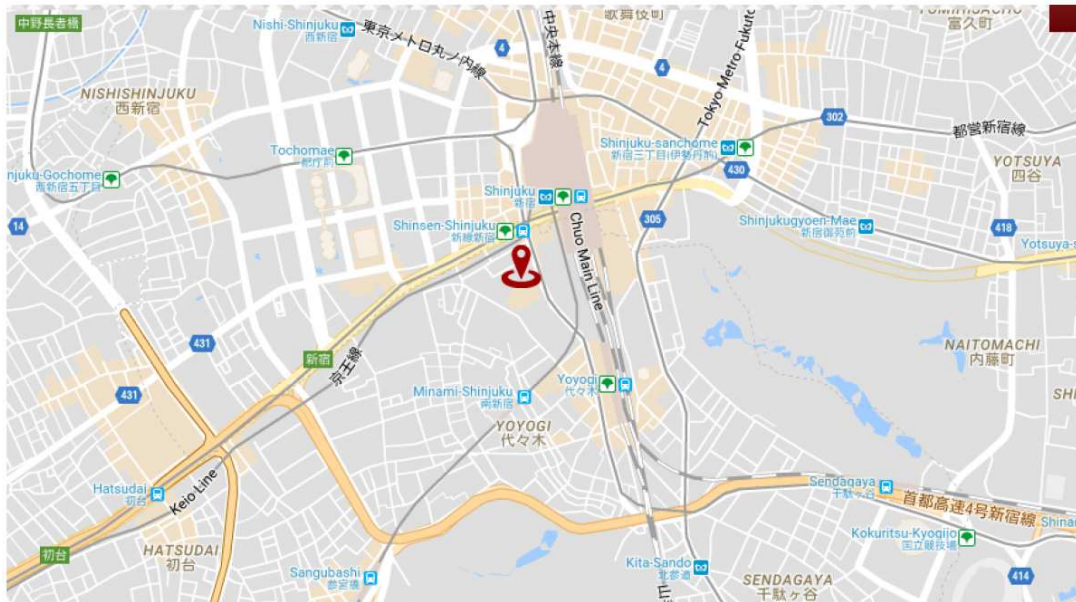 中野長者橋
Nishi-Shinjuku
西新宿
東京メトロ丸ノ内線
4
中央本線
歌舞伎町
4
Tokyo Metro Fukuto
富久町
NISHISHINJUKU
西新宿
302
都営新宿線
Tochomae
都庁前
Shinjuku-sanchome
新宿三丁目(伊勢丹前)
430
YOTSUYA
四谷
njuku-Gochome
西新宿五丁目
14
Shinjuku
新宿
Shinsen-Shinjuku
新線新宿
Chuo Main Line
305
Shinjukugyoen-Mae
新宿御苑前
418
Yotsuya-s
431
新宿
京王線
NAITOMACHI
内藤町
431
Minami-Shinjuku
南新宿
Yoyogi
代々木
SHI
YOYOGI
代々木
Hatsudai
初台
Keio Line
Sendagaya
千駄ヶ谷
首都高速4号新宿線
Shina
Kokuritsu-Kyogijo
国立競技場
初台
HATSUDAI
初台
Sangubashi
参宮橋
Kita-Sando
北参道
山
SENDAGAYA
千駄ヶ谷
414